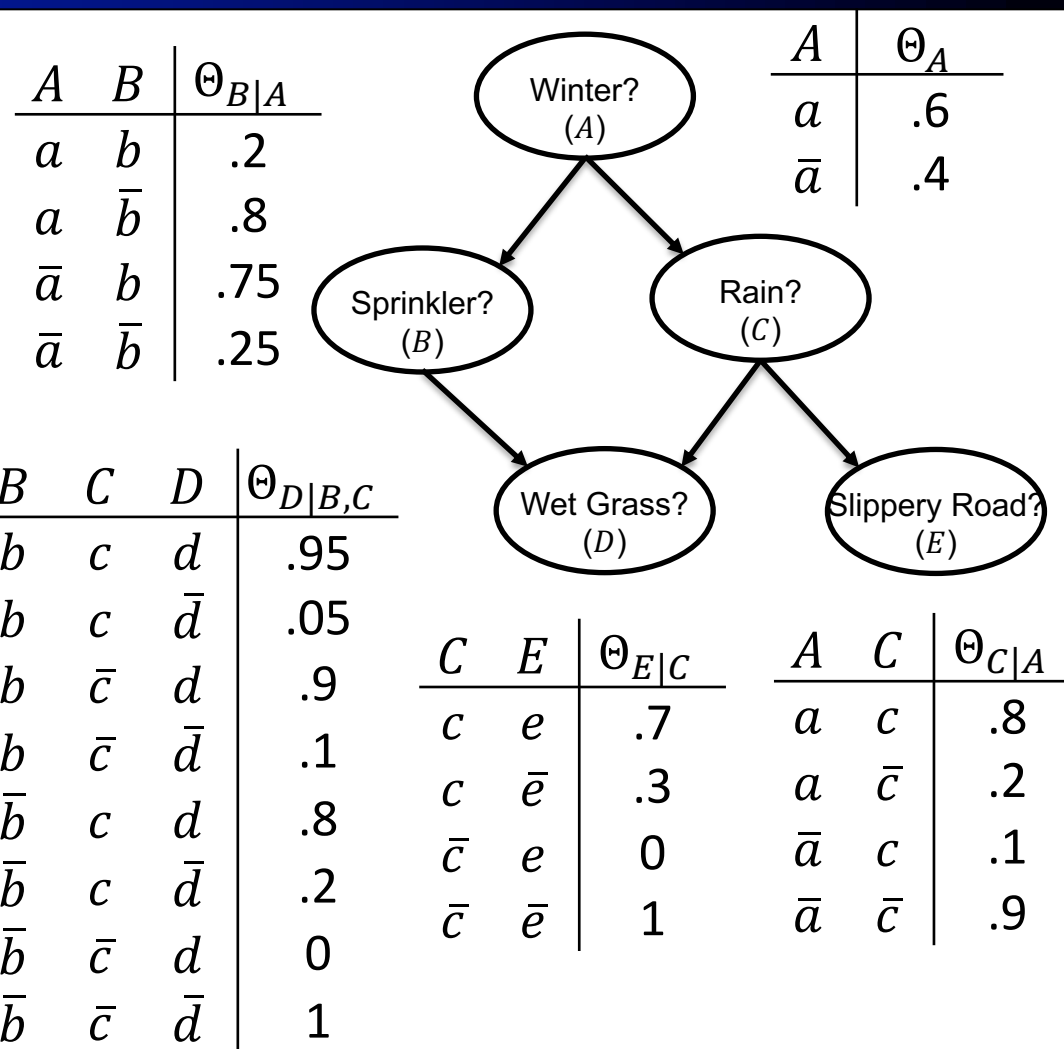 A B Θ_{B|A}
a b .2
a b̄ .8
ā b .75
ā b̄ .25
Winter?
(A)
A Θ_A
a .6
ā .4
Sprinkler?
(B)
Rain?
(C)
Wet Grass?
(D)
Slippery Road?
(E)
B C D Θ_{D|B,C}
b c d .95
b c d̄ .05
b c̄ d .9
b c̄ d̄ .1
b̄ c d .8
b̄ c d̄ .2
b̄ c̄ d 0
b̄ c̄ d̄ 1
C E Θ_{E|C}
c e .7
c ē .3
c̄ e 0
c̄ ē 1
A C Θ_{C|A}
a c .8
a c̄ .2
ā c .1
ā c̄ .9